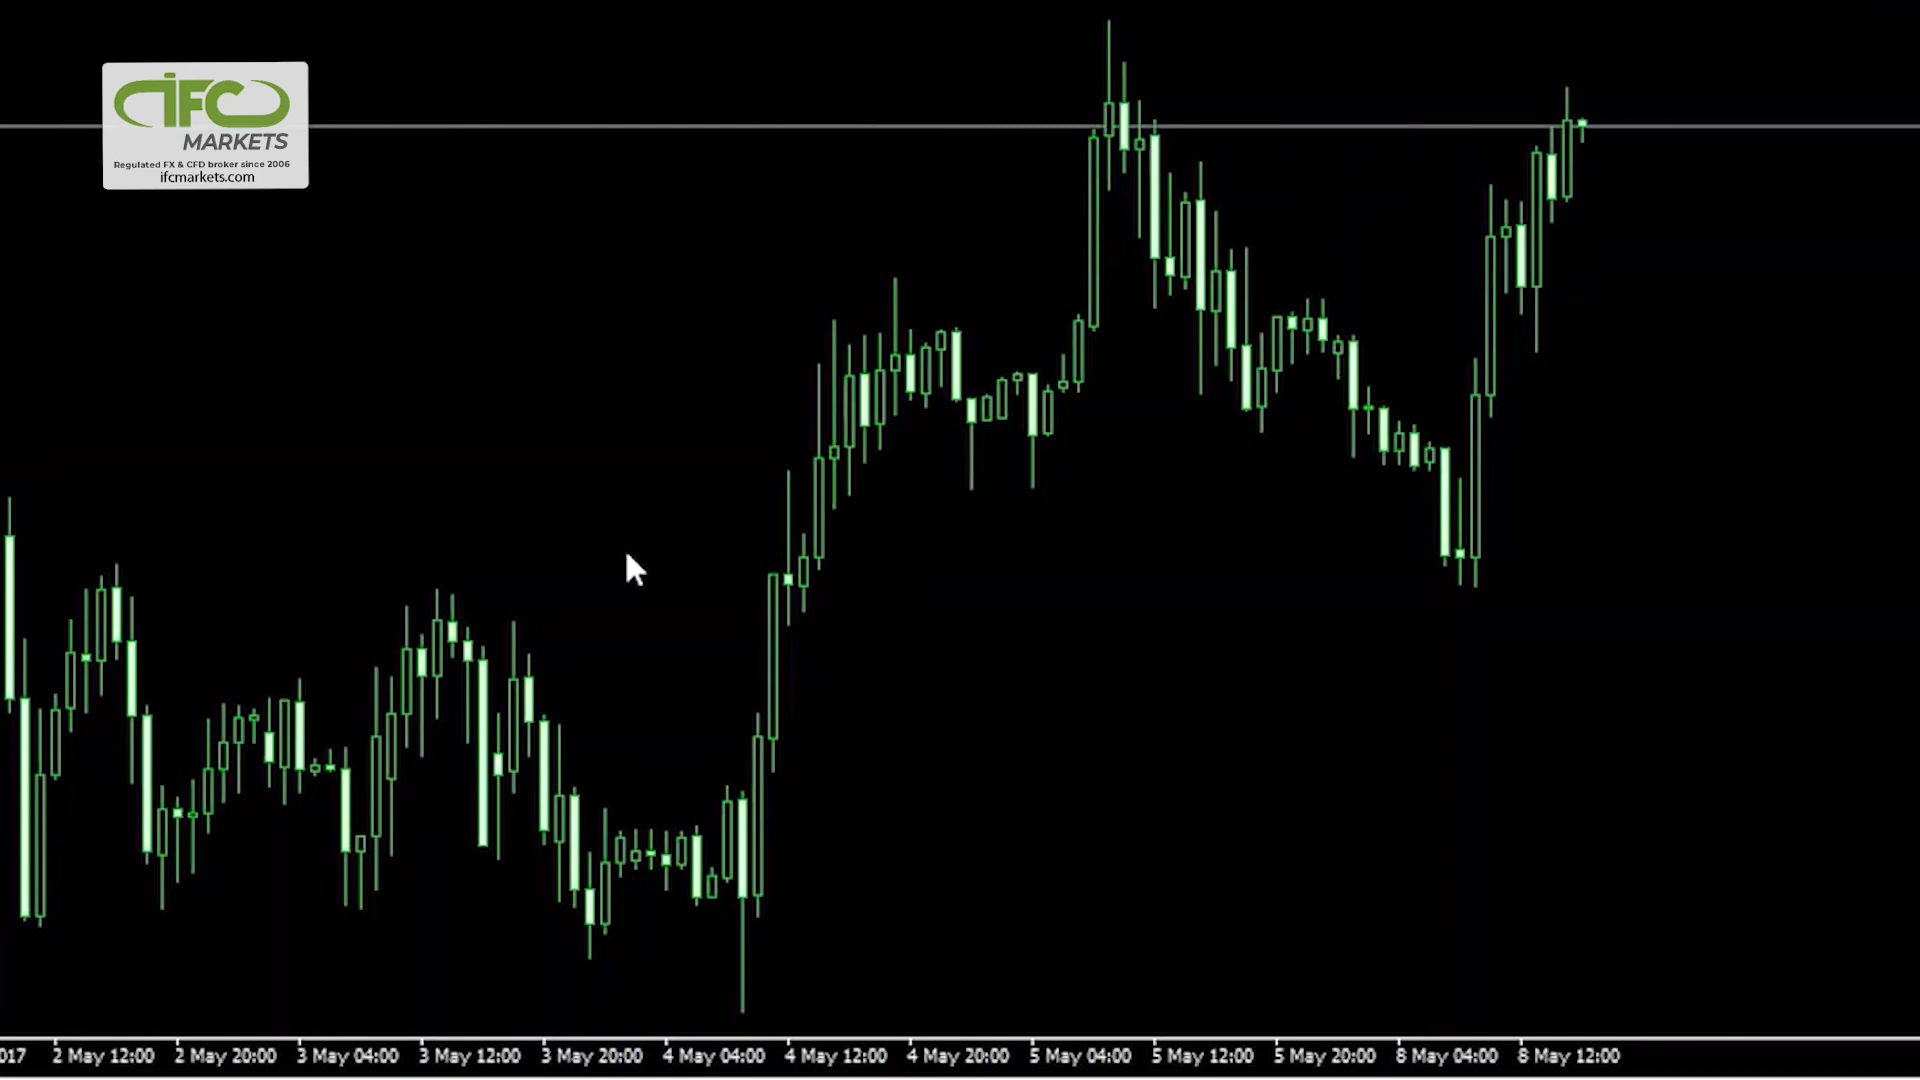 iFC
MARKETS
Regulated FX & CFD broker since 2006
ifcmarkets.com
017 2 May 12:00 2 May 20:00 3 May 04:00 3 May 12:00 3 May 20:00 4 May 04:00 4 May 12:00 4 May 20:00 5 May 04:00 5 May 12:00 5 May 20:00 8 May 04:00 8 May 12:00